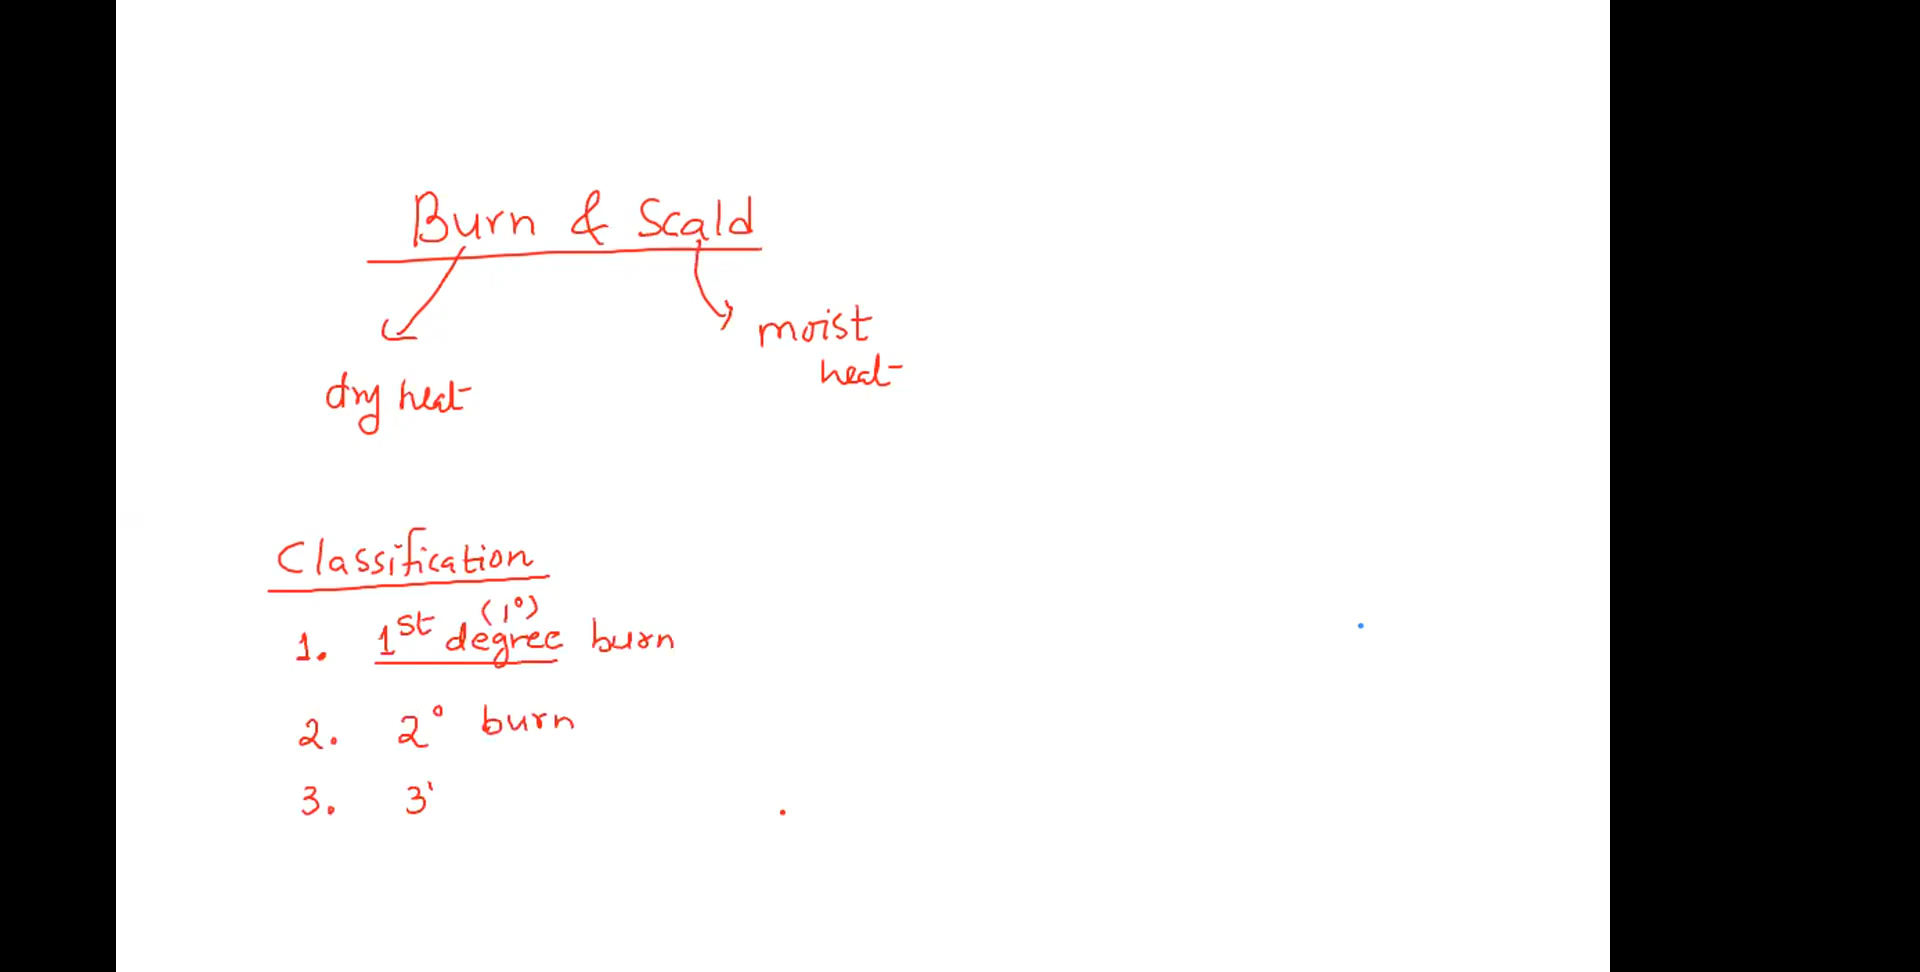 Burn & Scald
dry heat
moist
heat
Classification
(1°)
1. 1st degree burn
2. 2° burn
3. 3'